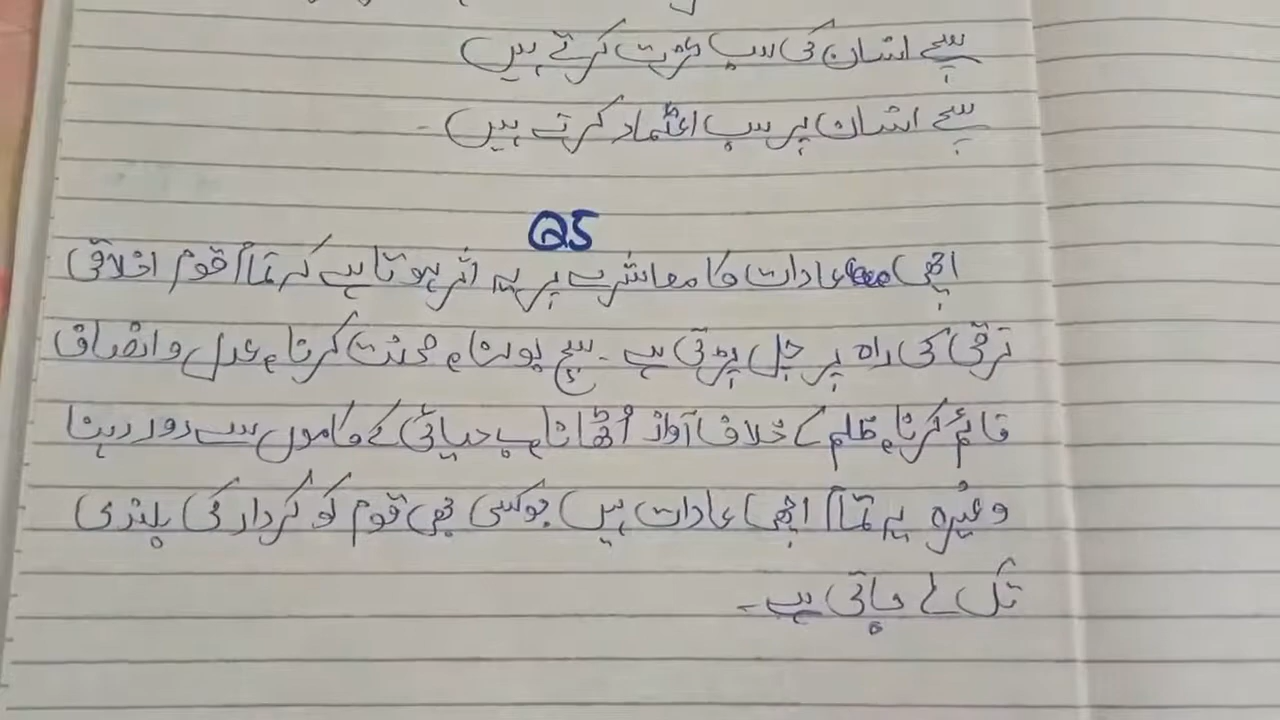 سچے انسان کی سب عزت کرتے ہیں
سچے انسان پر سب اعتماد کرتے ہیں۔
Q5
اچھی عادات کا معاشرے پر یہ اثر ہوتا ہے کہ تمام قوم اخلاقی
ترقی کی راہ پر چل پڑتی ہے۔ سچ بولنا، محنت کرنا، عدل و انصاف
قائم کرنا، ظلم کے خلاف آواز اُٹھانا، بے حیائی کے کاموں سے دور رہنا
وغیرہ یہ تمام اچھی عادات ہیں جو کسی بھی قوم کو کردار کی بلندی
تک لے جاتی ہے۔